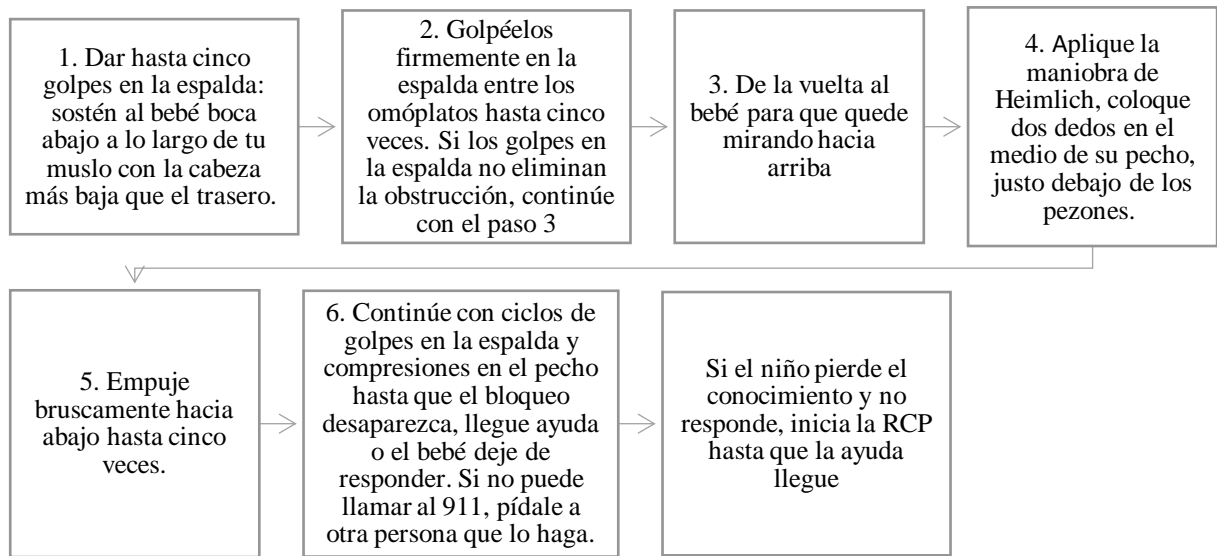 1. Dar hasta cinco
golpes en la espalda:
sostén al bebé boca
abajo a lo largo de tu
muslo con la cabeza
más baja que el trasero.
2. Golpéelos
firmemente en la
espalda entre los
omóplatos hasta cinco
veces. Si los golpes en
la espalda no eliminan
la obstrucción, continúe
con el paso 3
3. De la vuelta al
bebé para que quede
mirando hacia
arriba
4. Aplique la
maniobra de
Heimlich, coloque
dos dedos en el
medio de su pecho,
justo debajo de los
pezones.
5. Empuje
bruscamente hacia
abajo hasta cinco
veces.
6. Continúe con ciclos de
golpes en la espalda y
compresiones en el pecho
hasta que el bloqueo
desaparezca, llegue ayuda
o el bebé deje de
responder. Si no puede
llamar al 911, pídale a
otra persona que lo haga.
Si el niño pierde el
conocimiento y no
responde, inicia la RCP
hasta que la ayuda
llegue